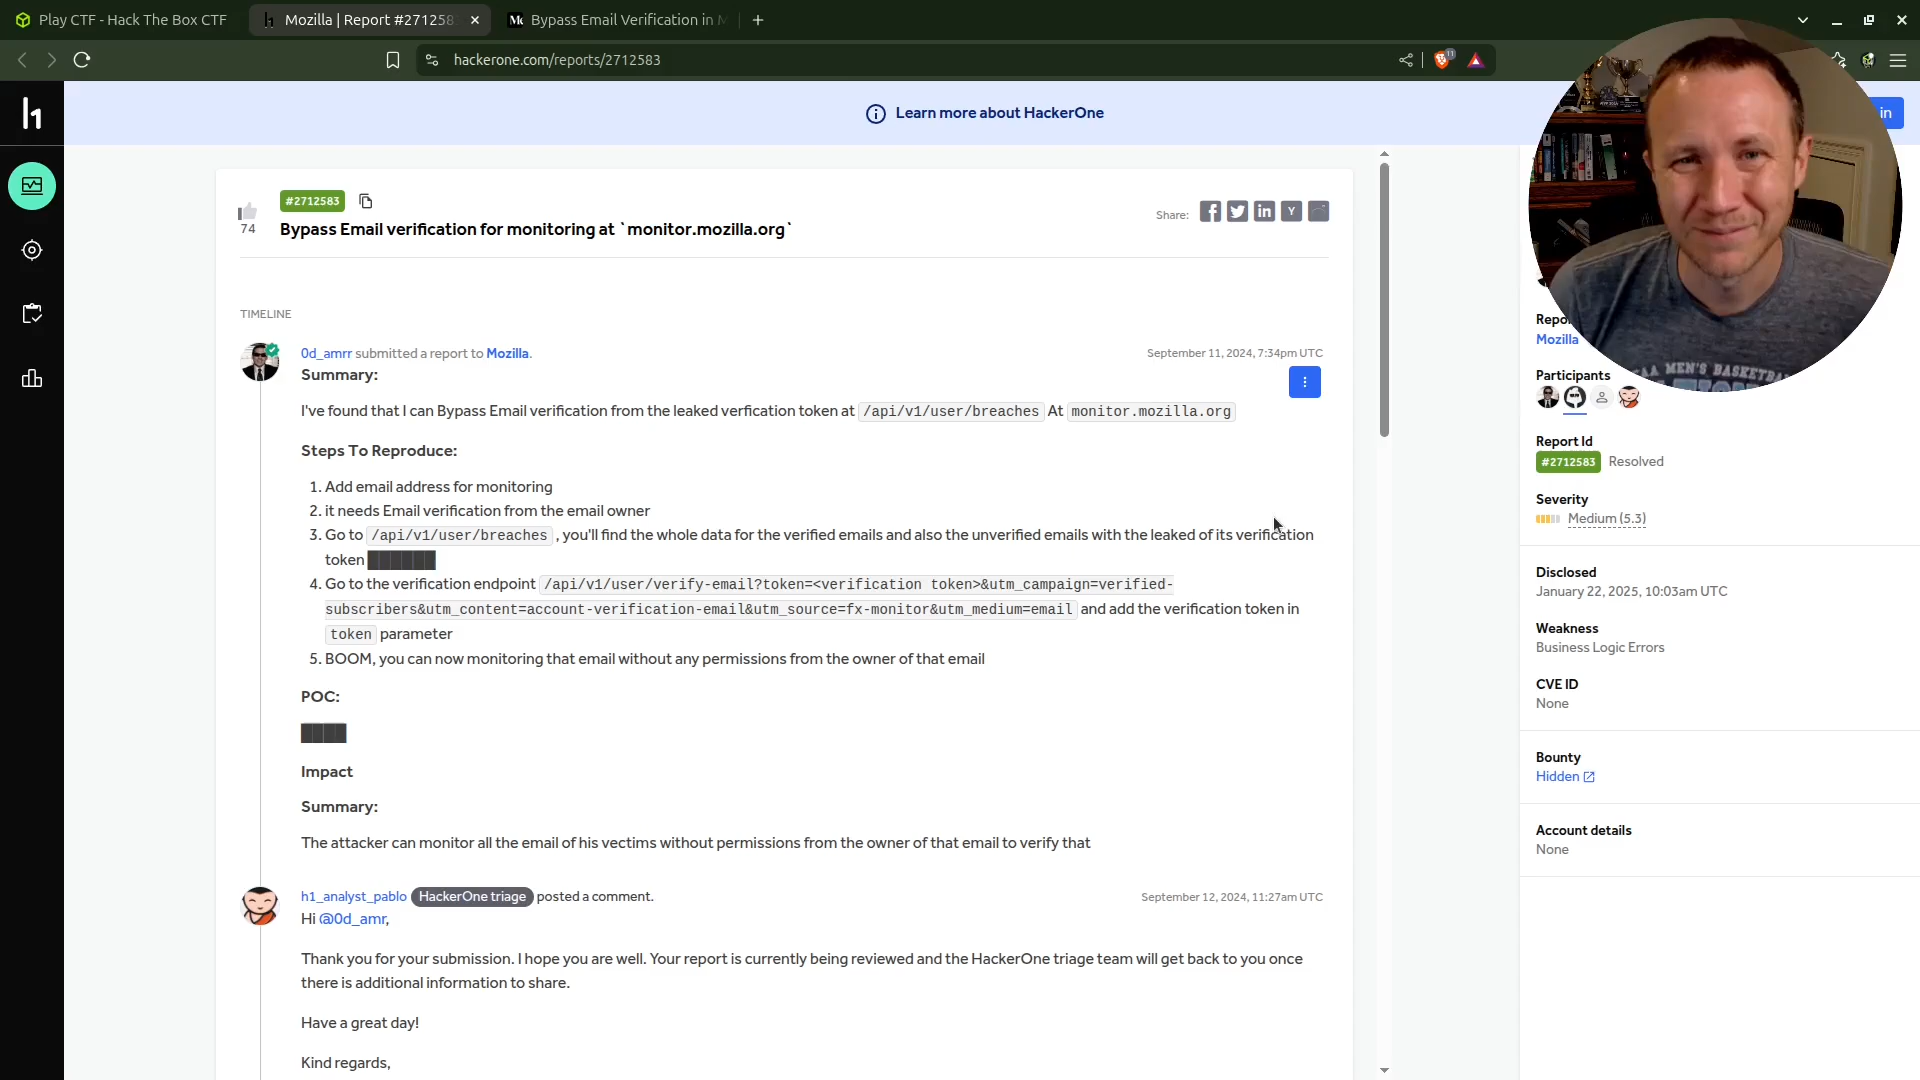 Play CTF - Hack The Box CTF
Mozilla | Report #271258
Bypass Email Verification in M
hackerone.com/reports/2712583
11
Learn more about HackerOne
in
#2712583
74
Bypass Email verification for monitoring at `monitor.mozilla.org`
Share:
TIMELINE
0d_amrr submitted a report to Mozilla.
September 11, 2024, 7:34pm UTC
Summary:
I've found that I can Bypass Email verification from the leaked verfication token at /api/v1/user/breaches At monitor.mozilla.org
Steps To Reproduce:
1. Add email address for monitoring
2. it needs Email verification from the email owner
3. Go to /api/v1/user/breaches , you'll find the whole data for the verified emails and also the unverified emails with the leaked of its verification
token ██████
4. Go to the verification endpoint /api/v1/user/verify-email?token=<verification token>&utm_campaign=verified-
subscribers&utm_content=account-verification-email&utm_source=fx-monitor&utm_medium=email and add the verification token in
token parameter
5. BOOM, you can now monitoring that email without any permissions from the owner of that email
POC:
████
Impact
Summary:
The attacker can monitor all the email of his vectims without permissions from the owner of that email to verify that
h1_analyst_pablo HackerOne triage posted a comment.
September 12, 2024, 11:27am UTC
Hi @0d_amr,
Thank you for your submission. I hope you are well. Your report is currently being reviewed and the HackerOne triage team will get back to you once
there is additional information to share.
Have a great day!
Kind regards,
MEN'S BASKETBA
Repo
Mozilla
Participants
Report Id
#2712583 Resolved
Severity
Medium (5.3)
Disclosed
January 22, 2025, 10:03am UTC
Weakness
Business Logic Errors
CVE ID
None
Bounty
Hidden
Account details
None